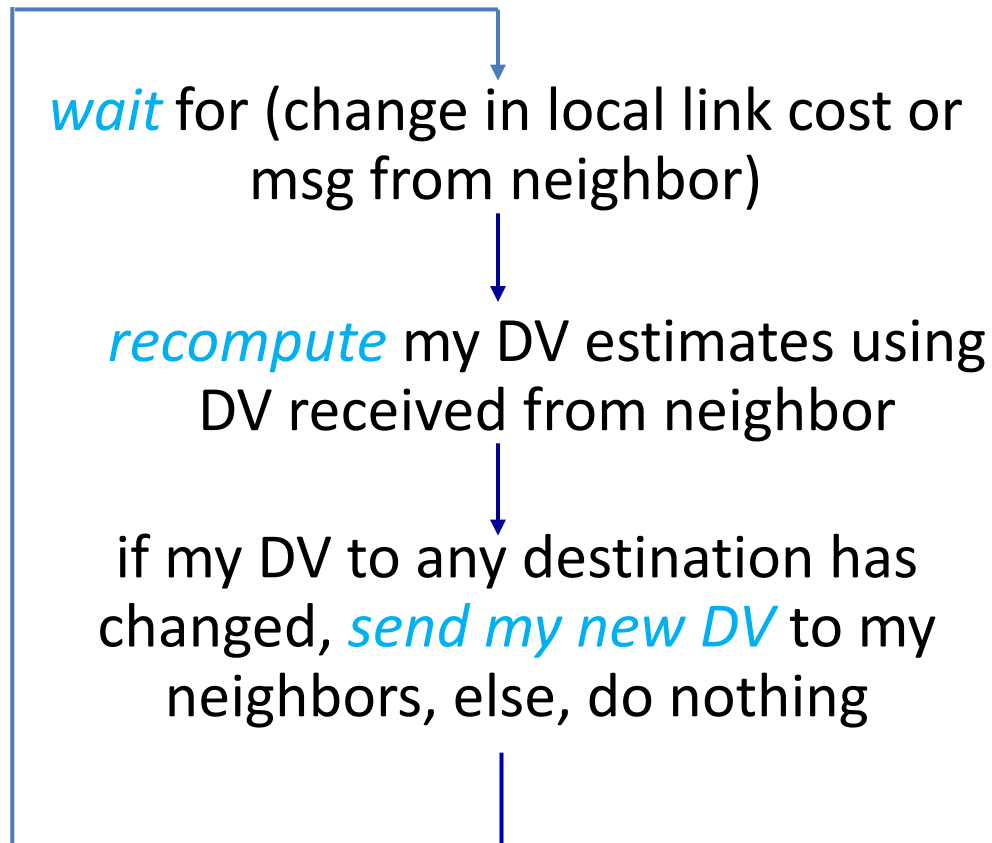 wait for (change in local link cost or
msg from neighbor)
recompute my DV estimates using
DV received from neighbor
if my DV to any destination has
changed, send my new DV to my
neighbors, else, do nothing